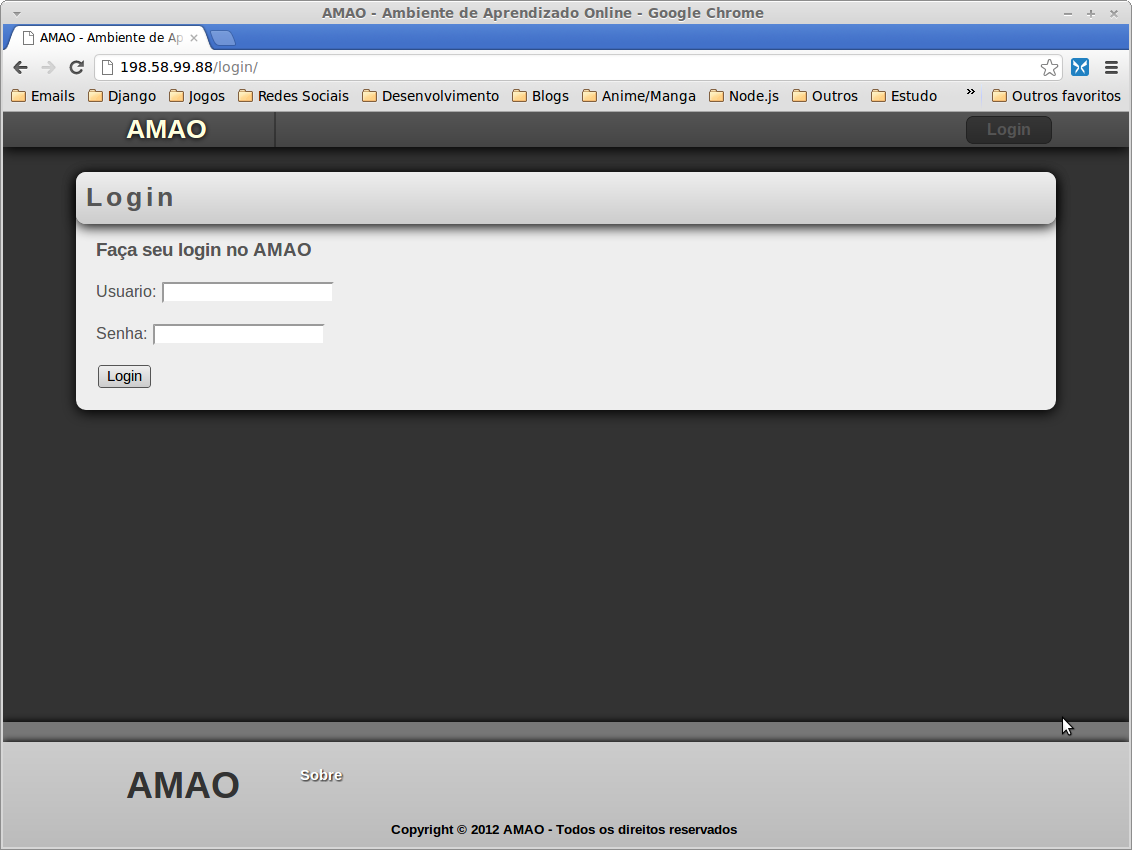 AMAO - Ambiente de Aprendizado Online - Google Chrome
AMAO - Ambiente de Ap
198.58.99.88/login/
Emails Django Jogos Redes Sociais Desenvolvimento Blogs Anime/Manga Node.js Outros Estudo » Outros favoritos
AMAO Login
Login
Faça seu login no AMAO
Usuario:
Senha:
Login
AMAO Sobre
Copyright © 2012 AMAO - Todos os direitos reservados